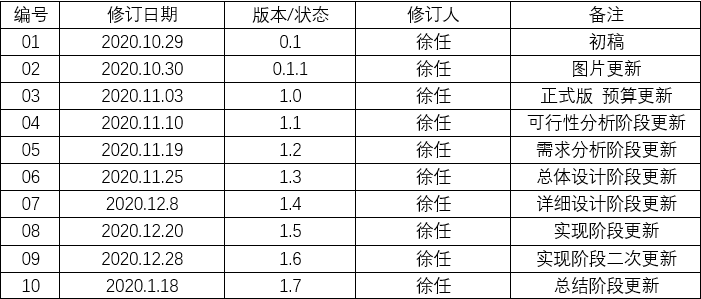 编号 修订日期 版本/状态 修订人 备注
01 2020.10.29 0.1 徐任 初稿
02 2020.10.30 0.1.1 徐任 图片更新
03 2020.11.03 1.0 徐任 正式版 预算更新
04 2020.11.10 1.1 徐任 可行性分析阶段更新
05 2020.11.19 1.2 徐任 需求分析阶段更新
06 2020.11.25 1.3 徐任 总体设计阶段更新
07 2020.12.8 1.4 徐任 详细设计阶段更新
08 2020.12.20 1.5 徐任 实现阶段更新
09 2020.12.28 1.6 徐任 实现阶段二次更新
10 2020.1.18 1.7 徐任 总结阶段更新